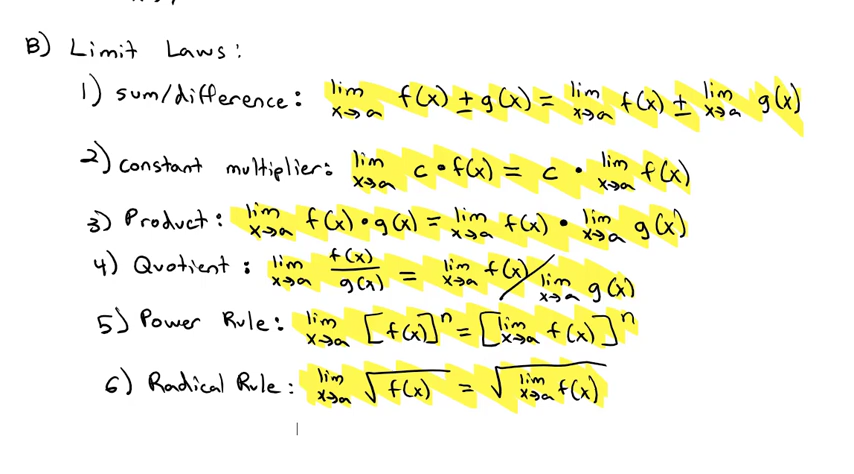 B) Limit Laws:
1) sum/difference: lim x→a f(x) ± g(x) = lim x→a f(x) ± lim x→a g(x)
2) constant multiplier: lim x→a c • f(x) = c • lim x→a f(x)
3) Product: lim x→a f(x) • g(x) = lim x→a f(x) • lim x→a g(x)
4) Quotient: lim x→a f(x)/g(x) = lim x→a f(x) / lim x→a g(x)
5) Power Rule: lim x→a [f(x)]^n = [lim x→a f(x)]^n
6) Radical Rule: lim x→a √f(x) = √lim x→a f(x)